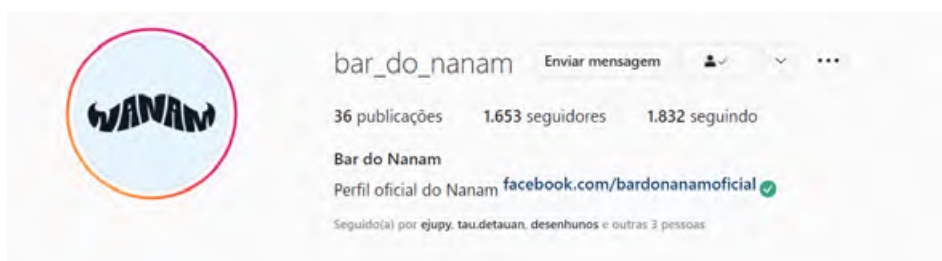 NANAM
bar_do_nanam Enviar mensagem
36 publicações 1.653 seguidores 1.832 seguindo
Bar do Nanam
Perfil oficial do Nanam facebook.com/bardonanamoficial
Seguido(a) por ejupy, tau.detauan, desenhunos e outras 3 pessoas